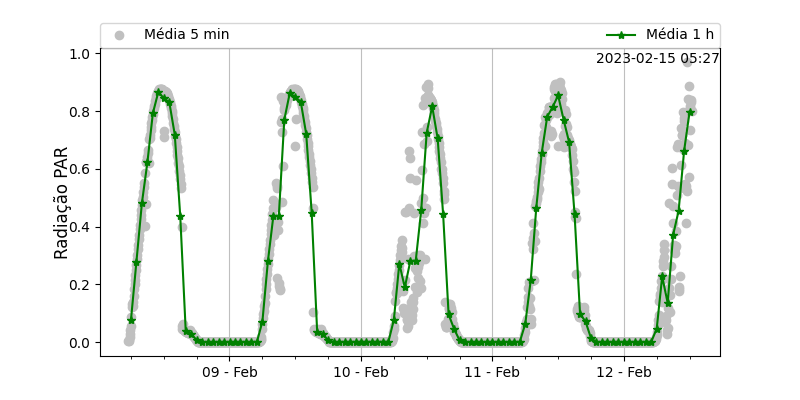 Média 5 min
Média 1 h
2023-02-15 05:27
Radiação PAR
1.0
0.8
0.6
0.4
0.2
0.0
09 - Feb
10 - Feb
11 - Feb
12 - Feb